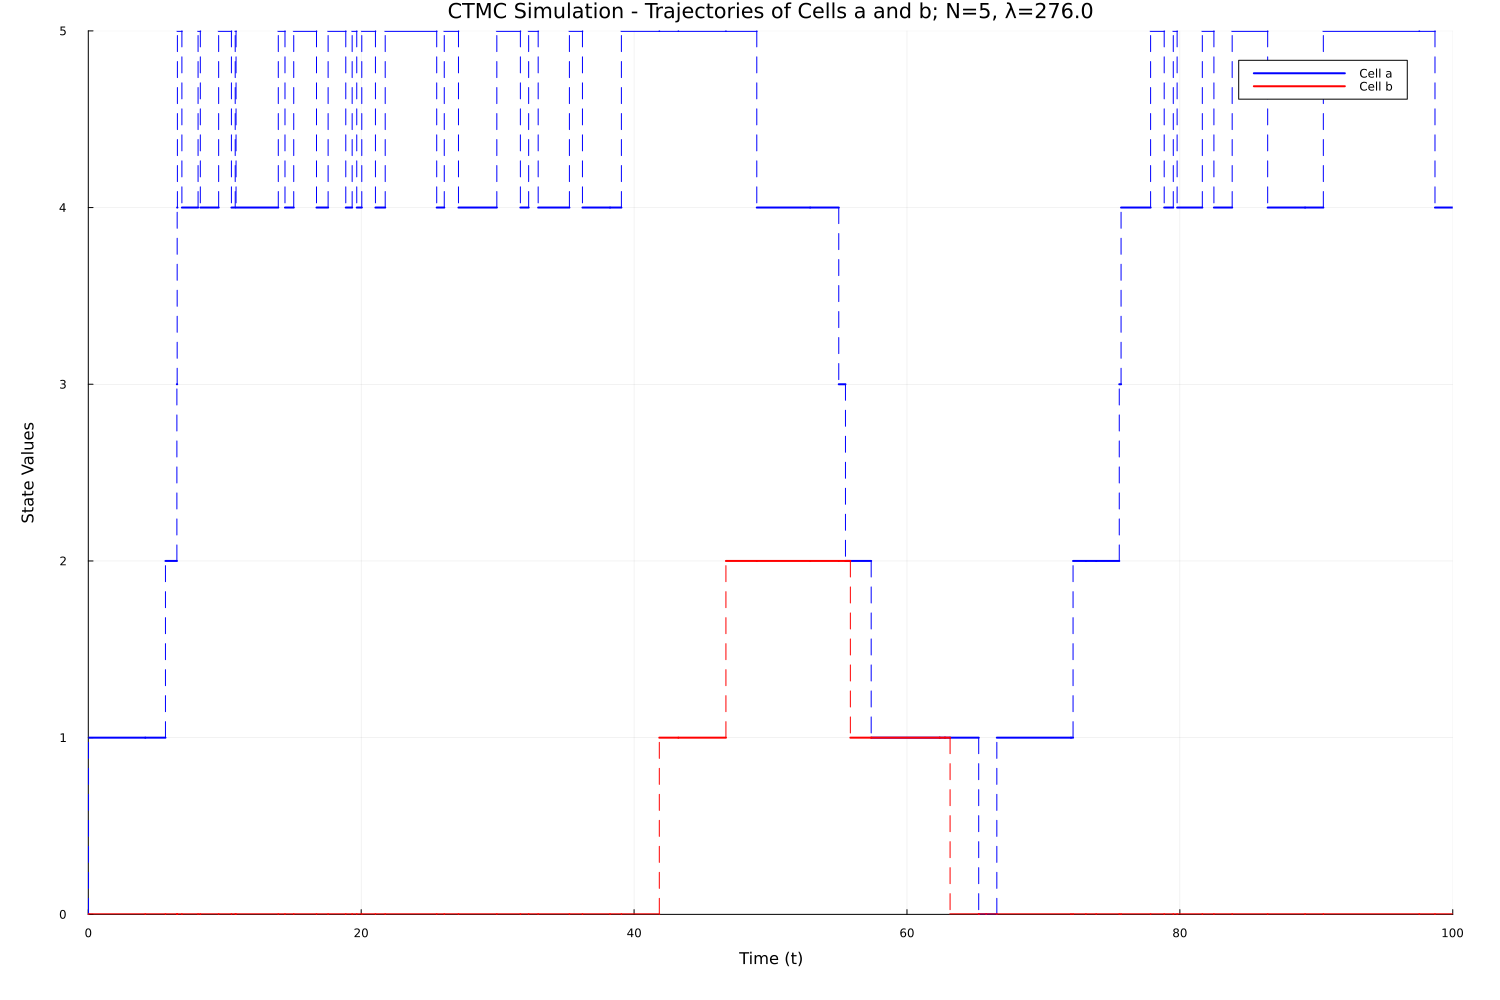 CTMC Simulation - Trajectories of Cells a and b; N=5, λ=276.0
5
4
3
2
1
0
State Values
Cell a
Cell b
0 20 40 60 80 100
Time (t)